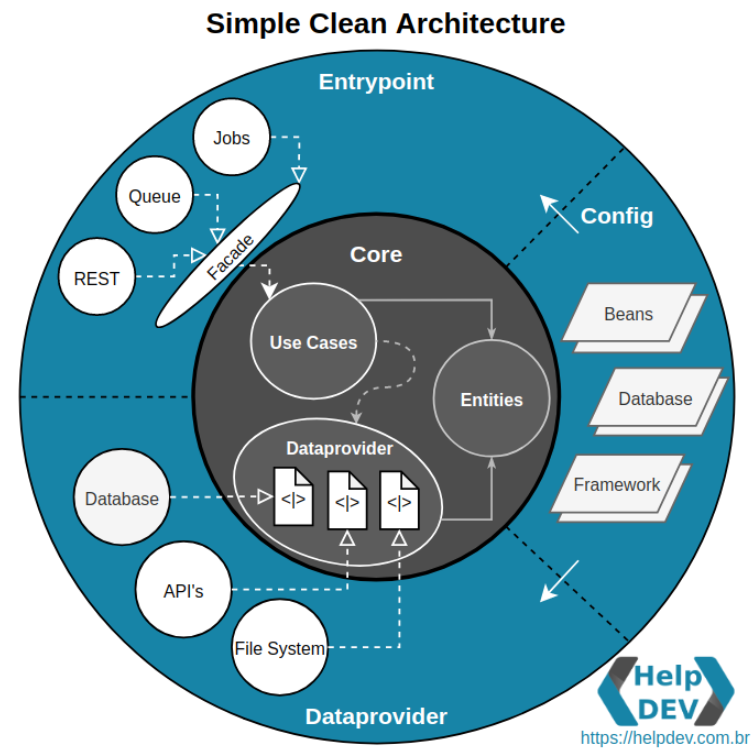 Simple Clean Architecture
Entrypoint
Jobs
Queue
REST
Facade
Config
Core
Use Cases
Entities
Beans
Database
Framework
Dataprovider
<|>
<|>
<|>
Database
API's
File System
Dataprovider
Help
DEV
https://helpdev.com.br